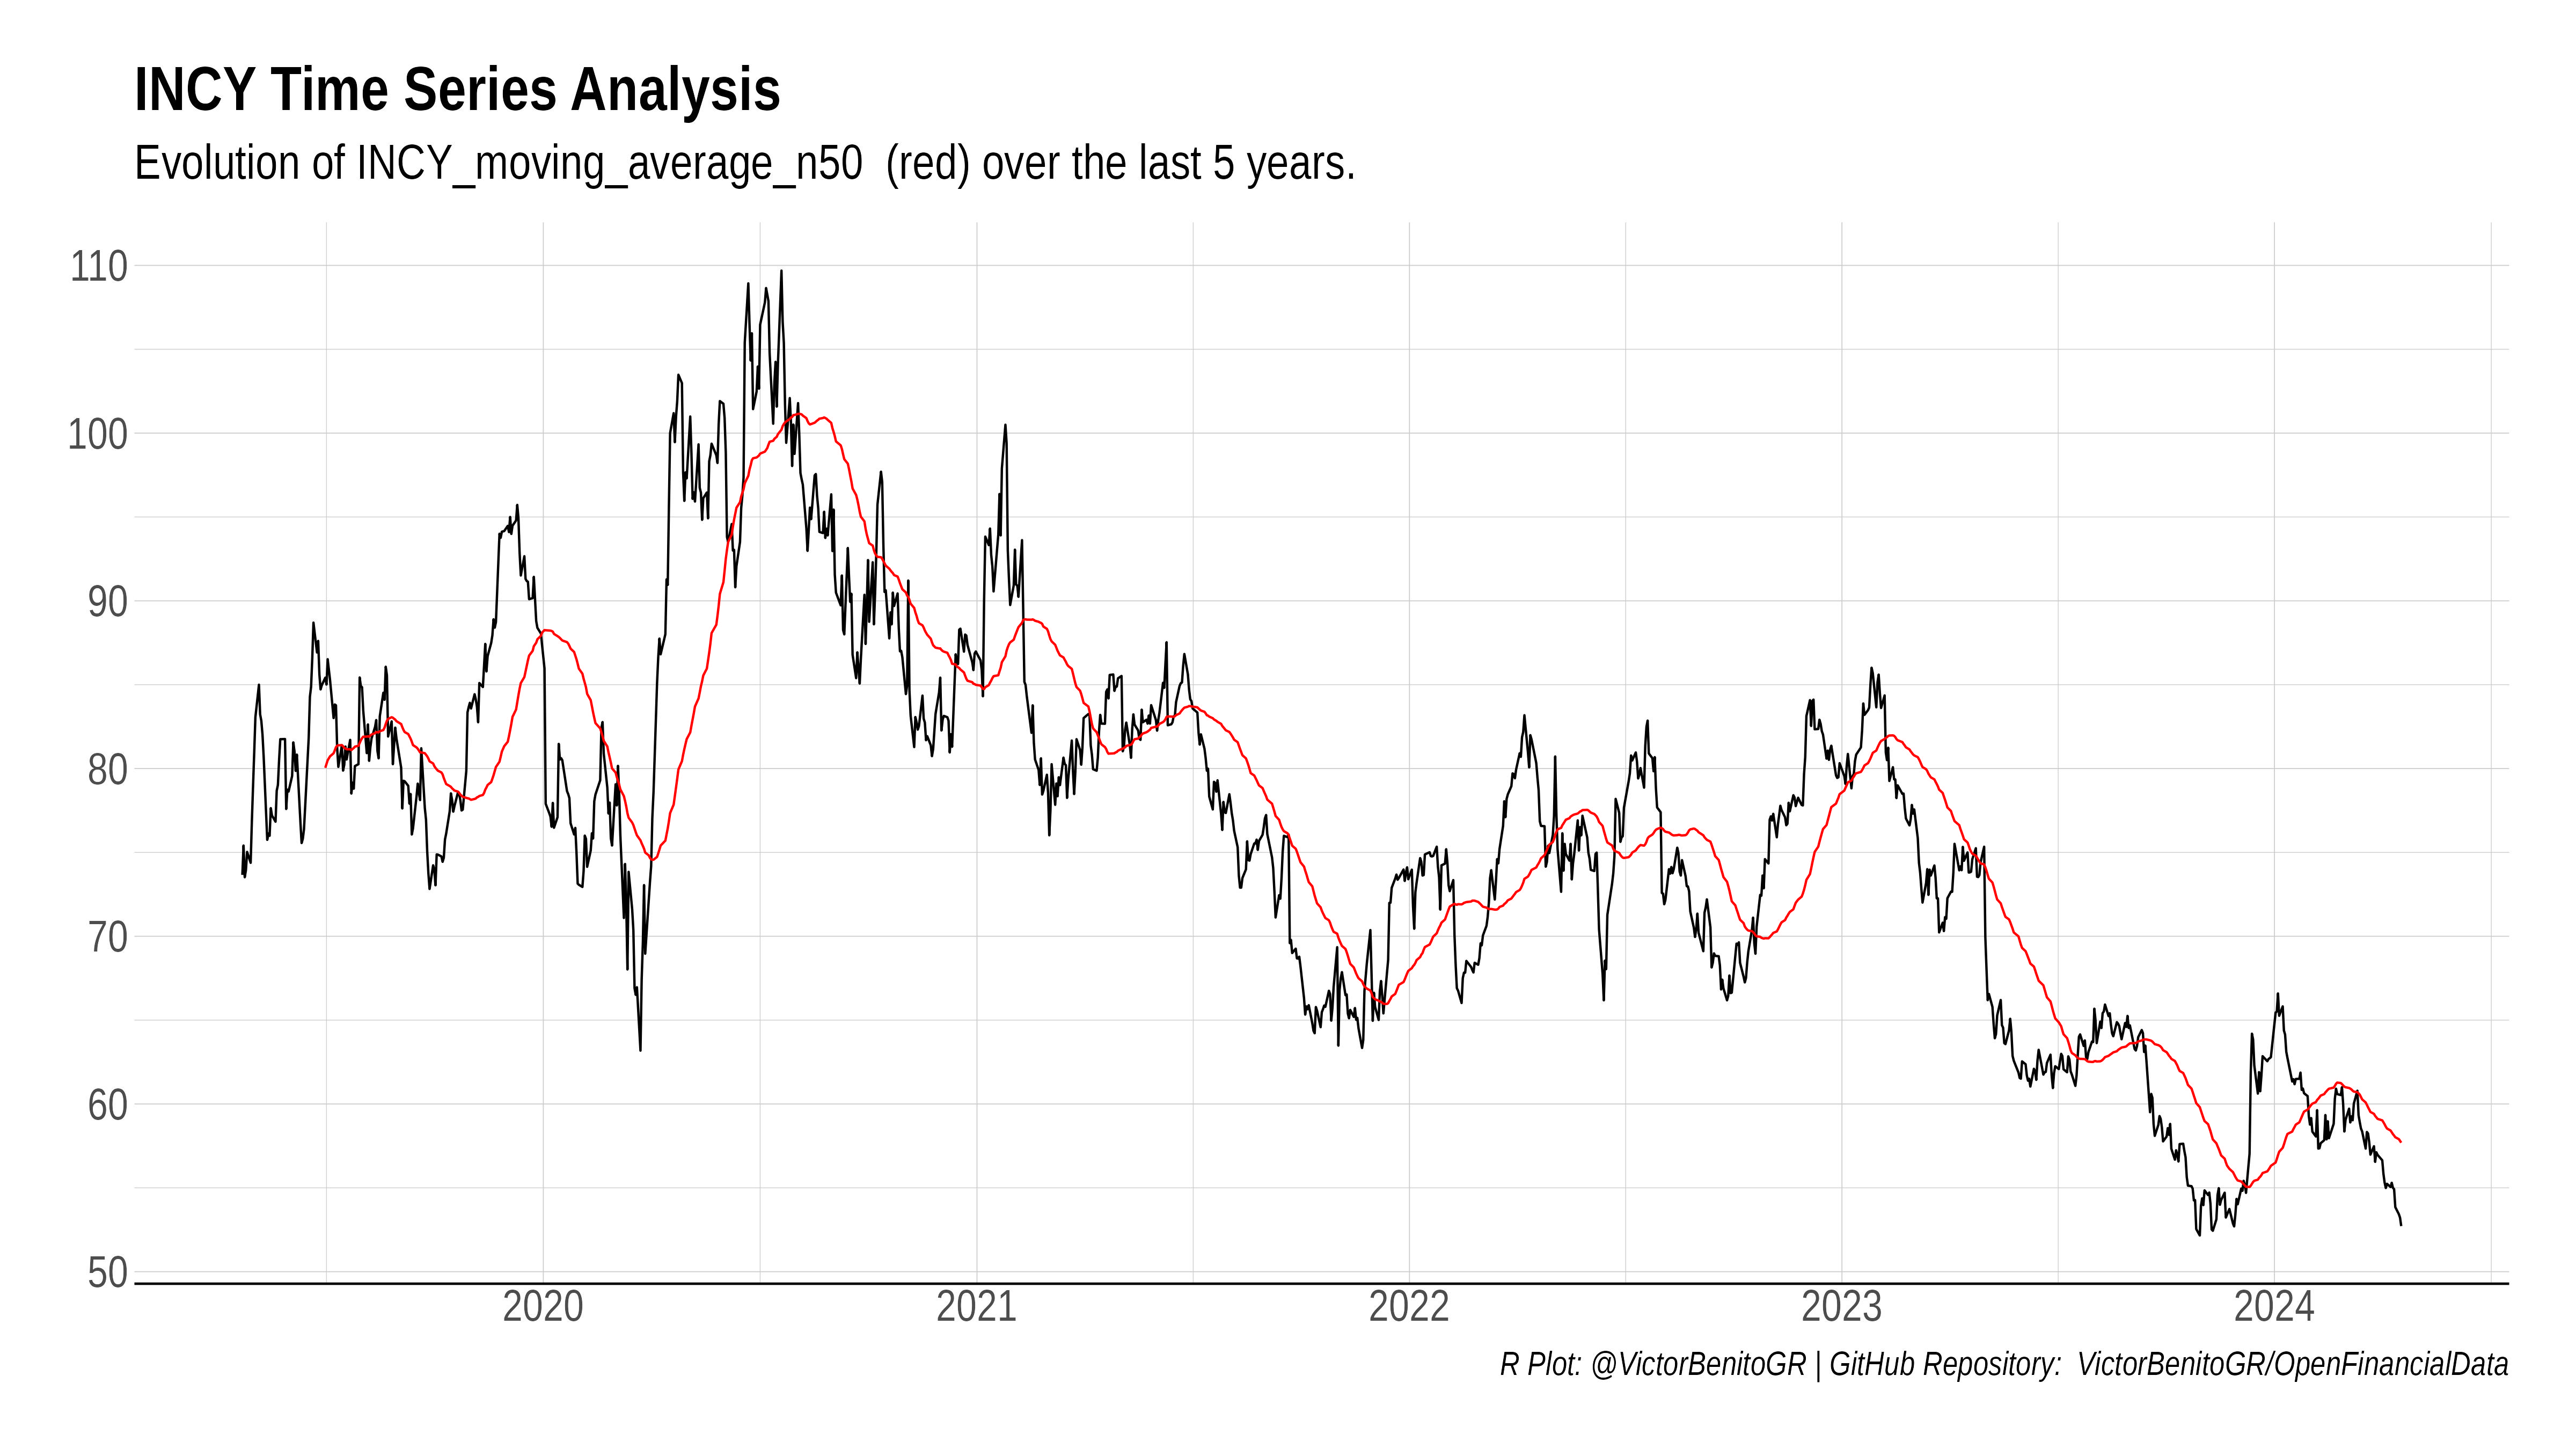 INCY Time Series Analysis
Evolution of INCY_moving_average_n50  (red) over the last 5 years.
110
100
90
80
70
60
50
2020 2021 2022 2023 2024
R Plot: @VictorBenitoGR | GitHub Repository:  VictorBenitoGR/OpenFinancialData